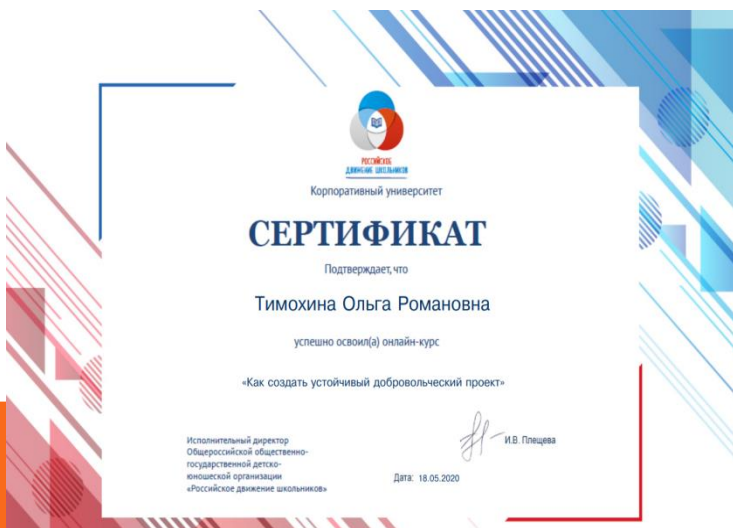 РОССИЙСКОЕ
ДВИЖЕНИЕ ШКОЛЬНИКОВ
Корпоративный университет
СЕРТИФИКАТ
Подтверждает, что
Тимохина Ольга Романовна
успешно освоил(а) онлайн-курс
«Как создать устойчивый добровольческий проект»
Исполнительный директор
Общероссийской общественно-
государственной детско-
юношеской организации
«Российское движение школьников»
И.В. Плещева
Дата: 18.05.2020